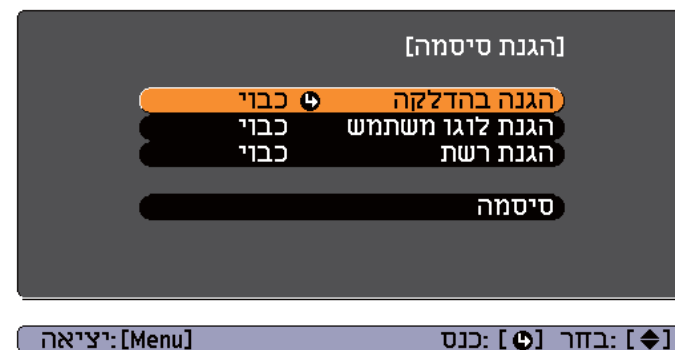 [הגנת סיסמה]
הגנה בהדלקה כבוי
הגנת לוגו משתמש כבוי
הגנת רשת כבוי
סיסמה
[◆] :בחר [↵] :כנס [Menu] :יציאה